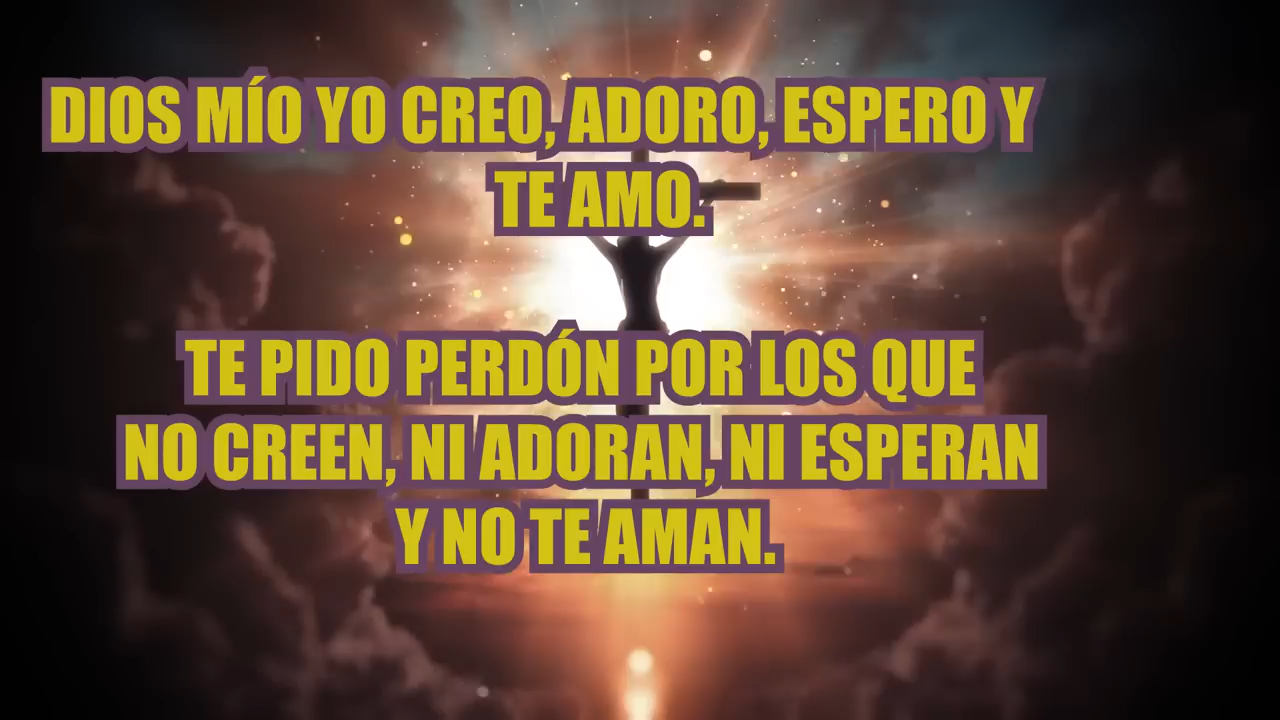 DIOS MÍO YO CREO, ADORO, ESPERO Y
TE AMO.
TE PIDO PERDÓN POR LOS QUE
NO CREEN, NI ADORAN, NI ESPERAN
Y NO TE AMAN.